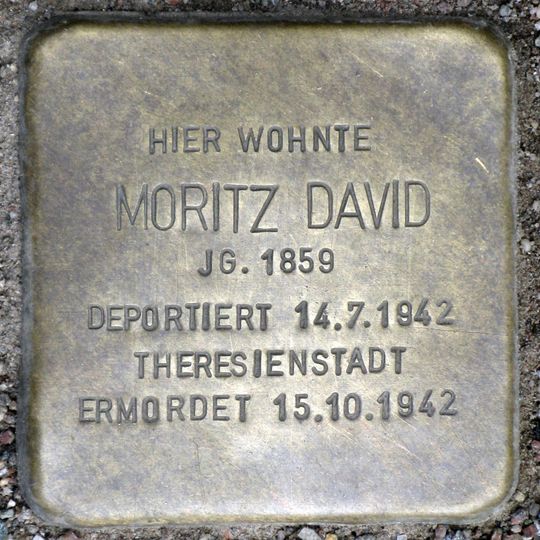 HIER WOHNTE
MORITZ DAVID
JG. 1859
DEPORTIERT 14.7.1942
THERESIENSTADT
ERMORDET 15.10.1942